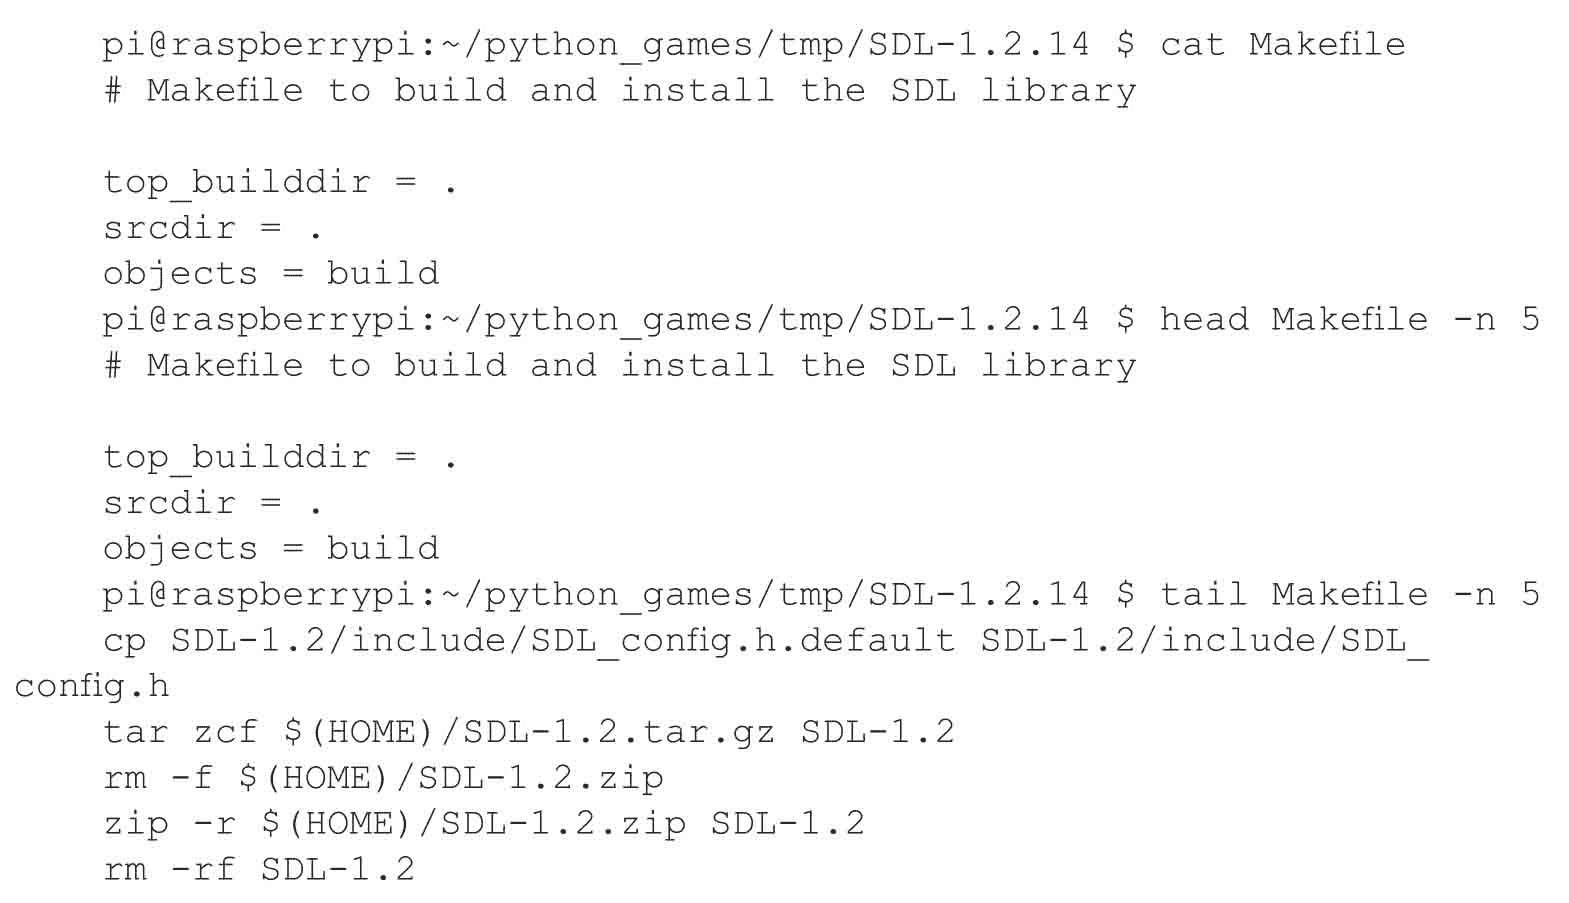 pi@raspberrypi:~/python_games/tmp/SDL-1.2.14 $ cat Makefile
# Makefile to build and install the SDL library
top_builddir = .
srcdir = .
objects = build
pi@raspberrypi:~/python_games/tmp/SDL-1.2.14 $ head Makefile -n 5
# Makefile to build and install the SDL library
top_builddir = .
srcdir = .
objects = build
pi@raspberrypi:~/python_games/tmp/SDL-1.2.14 $ tail Makefile -n 5
cp SDL-1.2/include/SDL_config.h.default SDL-1.2/include/SDL_
config.h
tar zcf $(HOME)/SDL-1.2.tar.gz SDL-1.2
rm -f $(HOME)/SDL-1.2.zip
zip -r $(HOME)/SDL-1.2.zip SDL-1.2
rm -rf SDL-1.2